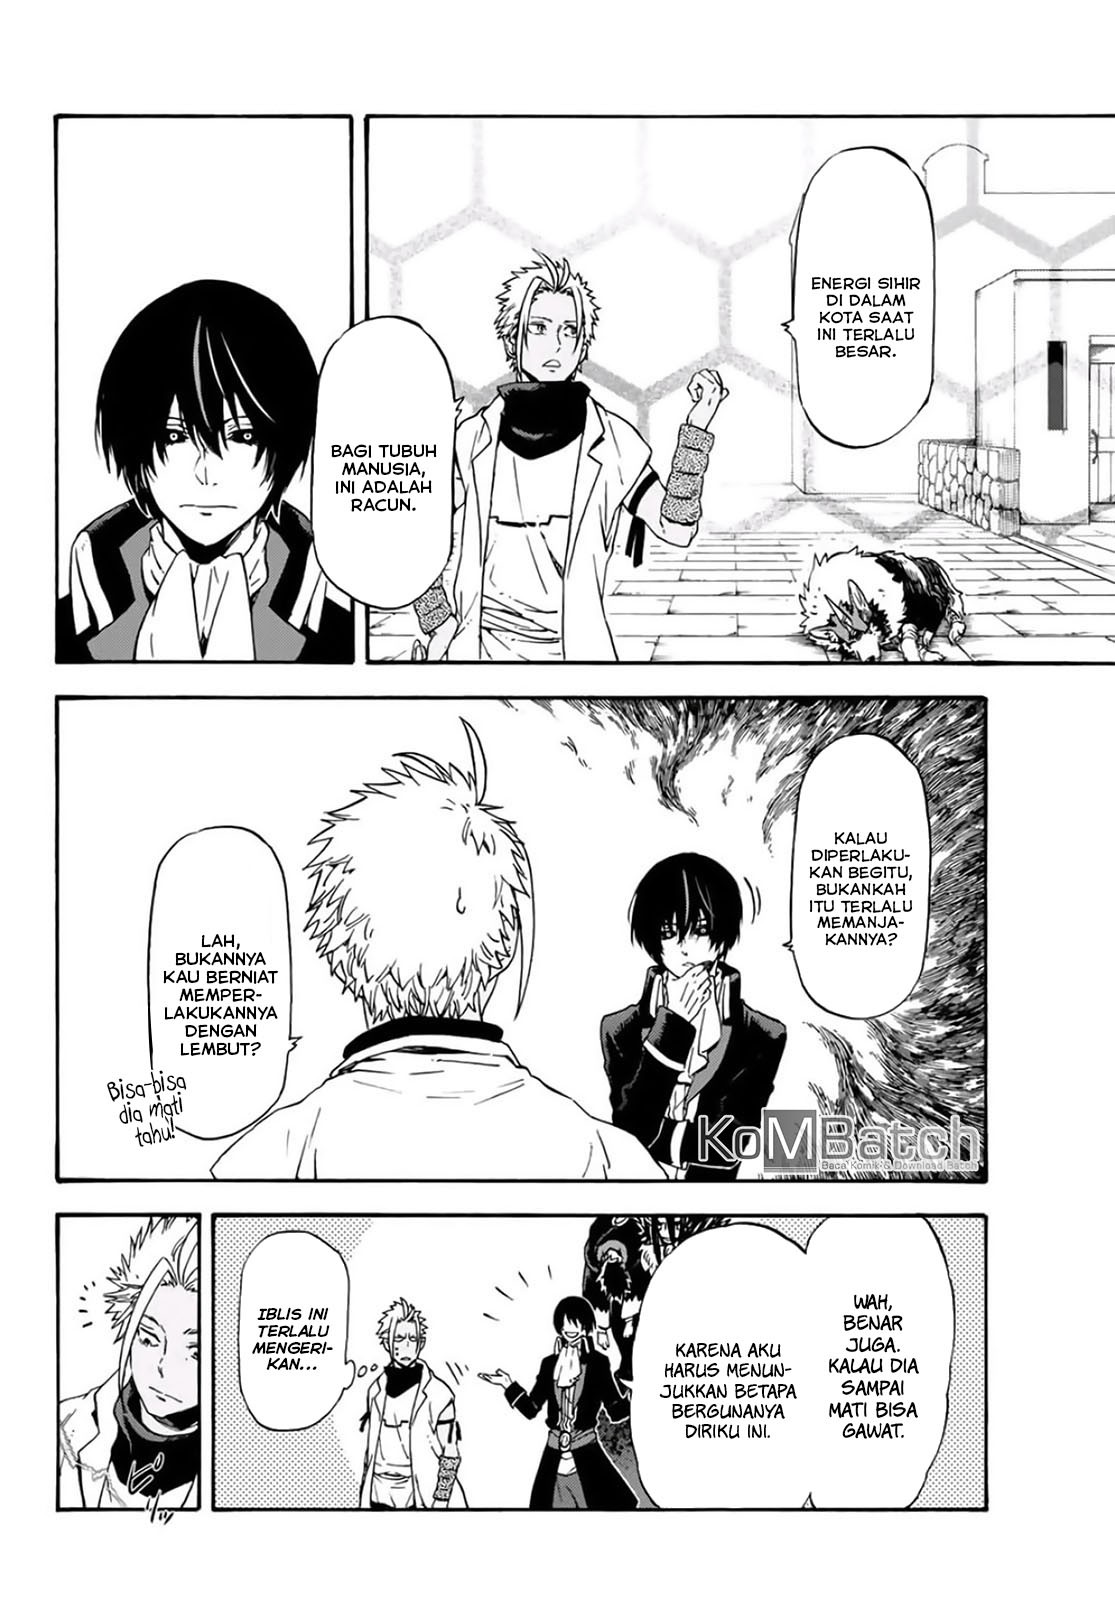 ENERGI SIHIR
DI DALAM
KOTA SAAT
INI TERLALU
BESAR.
BAGI TUBUH
MANUSIA,
INI ADALAH
RACUN.
KALAU
DIPERLAKU-
KAN BEGITU,
BUKANKAH
ITU TERLALU
MEMANJA-
KANNYA?
LAH,
BUKANNYA
KAU BERNIAT
MEMPER-
LAKUKANNYA
DENGAN
LEMBUT?
Bisa-bisa
dia mati
tahu!
KoMBatch
Baca Komik & Download Batch
WAH,
BENAR
JUGA.
KALAU DIA
SAMPAI
MATI BISA
GAWAT.
KARENA AKU
HARUS MENUN-
JUKKAN BETAPA
BERGUNANYA
DIRIKU INI.
IBLIS INI
TERLALU
MENGERI-
KAN...
ピリッ